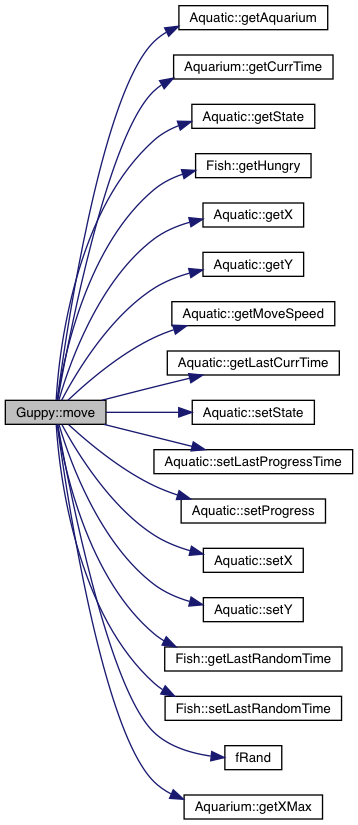 Aquatic::getAquarium
Aquarium::getCurrTime
Aquatic::getState
Fish::getHungry
Aquatic::getX
Aquatic::getY
Aquatic::getMoveSpeed
Aquatic::getLastCurrTime
Guppy::move
Aquatic::setState
Aquatic::setLastProgressTime
Aquatic::setProgress
Aquatic::setX
Aquatic::setY
Fish::getLastRandomTime
Fish::setLastRandomTime
fRand
Aquarium::getXMax